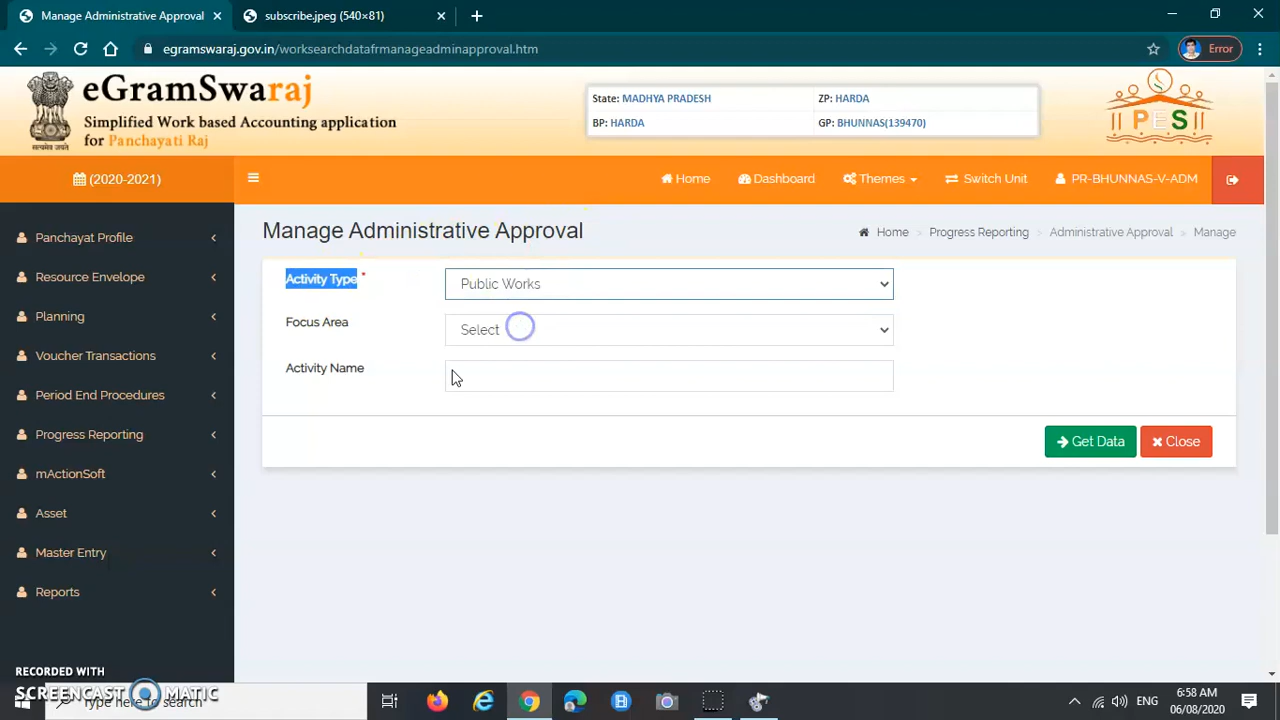 Manage Administrative Approval
subscribe.jpeg (540×81)
egramswaraj.gov.in/worksearchdatafrmanageadminapproval.htm
Error
सत्यमेव जयते
eGramSwaraj
Simplified Work based Accounting application
for Panchayati Raj
State: MADHYA PRADESH ZP: HARDA
BP: HARDA GP: BHUNNAS(139470)
PES
(2020-2021)
Home Dashboard Themes Switch Unit PR-BHUNNAS-V-ADM
Panchayat Profile
Resource Envelope
Planning
Voucher Transactions
Period End Procedures
Progress Reporting
mActionSoft
Asset
Master Entry
Reports
Manage Administrative Approval
Home > Progress Reporting > Administrative Approval > Manage
Activity Type * Public Works
Focus Area Select
Activity Name
Get Data Close
RECORDED WITH
SCREENCAST MATIC
Type here to search
ENG
6:58 AM
06/08/2020